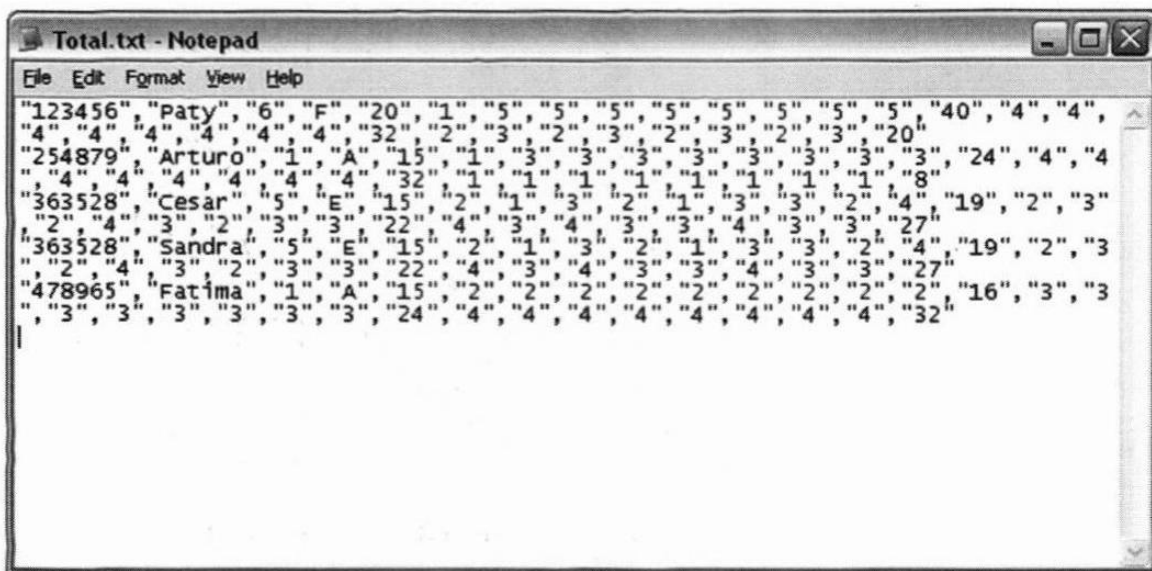 Total.txt - Notepad
File Edit Format View Help
"123456","Paty","6","F","20","1","5","5","5","5","5","5","5","5","40","4","4",
"4","4","4","4","4","4","32","2","3","2","3","2","3","2","3","20"
"254879","Arturo","1","A","15","1","3","3","3","3","3","3","3","3","24","4","4
","4","4","4","4","4","4","32","1","1","1","1","1","1","1","1","8"
"363528","Cesar","5","E","15","2","1","3","2","1","3","3","2","4","19","2","3"
,"2","4","3","2","3","3","22","4","3","4","3","3","4","3","3","27"
"363528","Sandra","5","E","15","2","1","3","2","1","3","3","2","4","19","2","3
","2","4","3","2","3","3","22","4","3","4","3","3","4","3","3","27"
"478965","Fatima","1","A","15","2","2","2","2","2","2","2","2","2","16","3","3
","3","3","3","3","3","3","24","4","4","4","4","4","4","4","4","32"